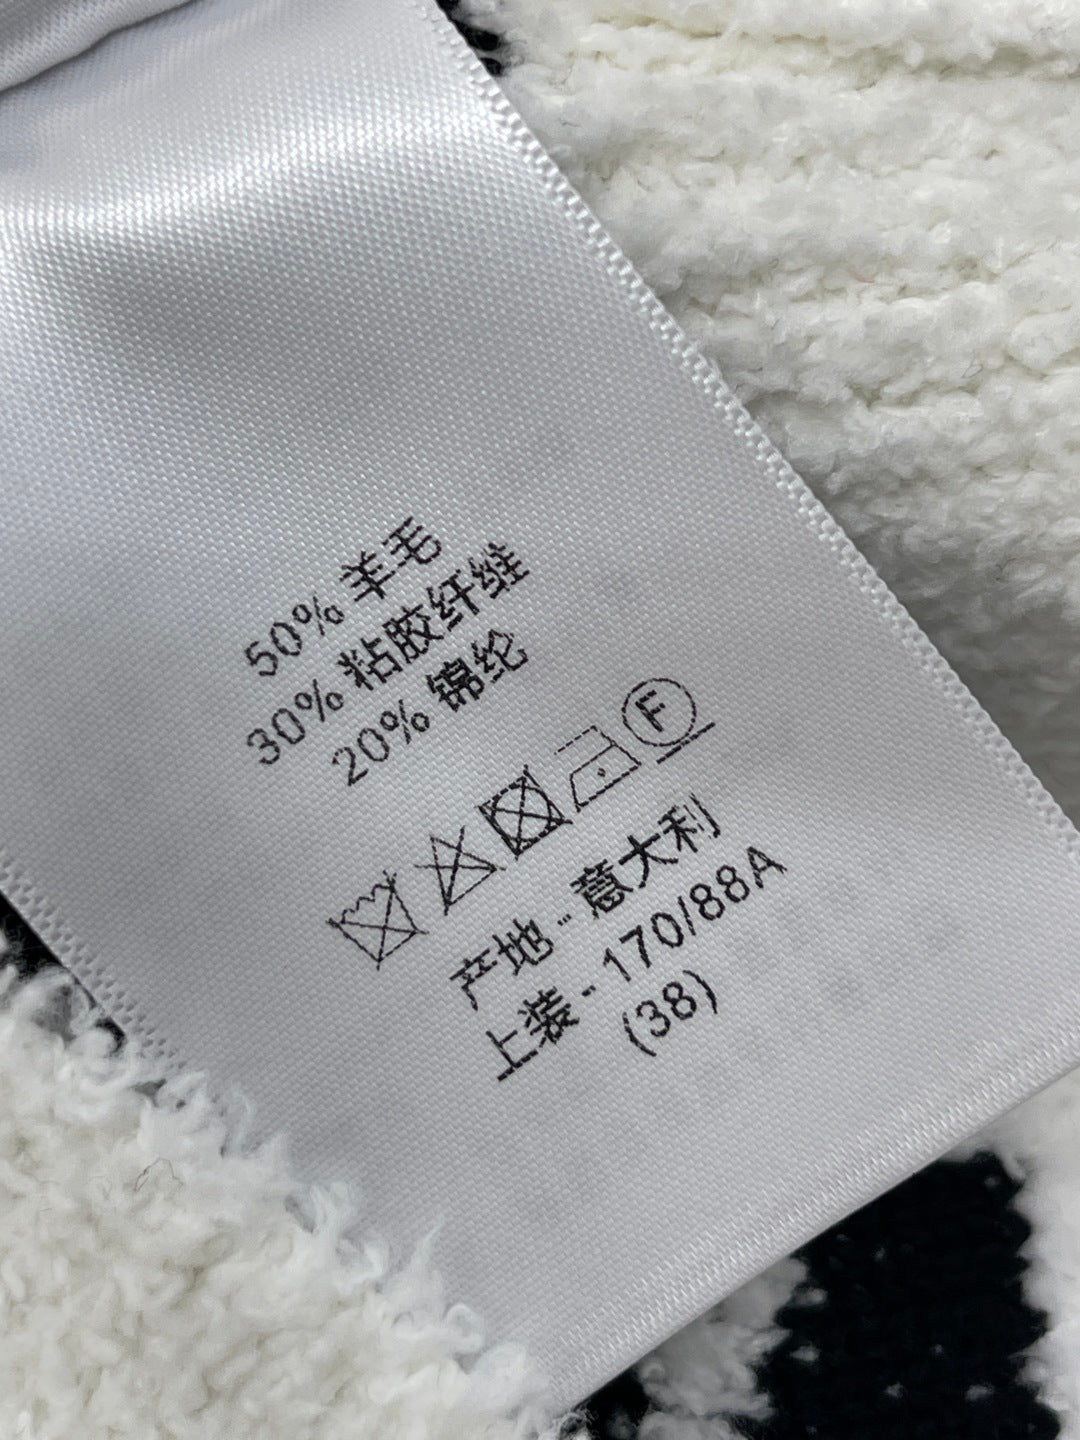 50% 羊毛
30% 粘胶纤维
20% 锦纶
F
产地 - 意大利
上装 - 170/88A
(38)